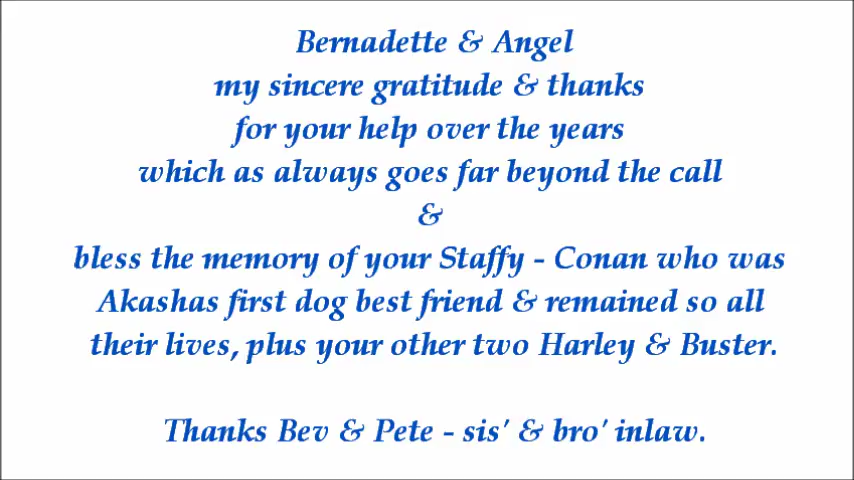 Bernadette & Angel
my sincere gratitude & thanks
for your help over the years
which as always goes far beyond the call
&
bless the memory of your Staffy - Conan who was
Akashas first dog best friend & remained so all
their lives, plus your other two Harley & Buster.
Thanks Bev & Pete - sis' & bro' inlaw.